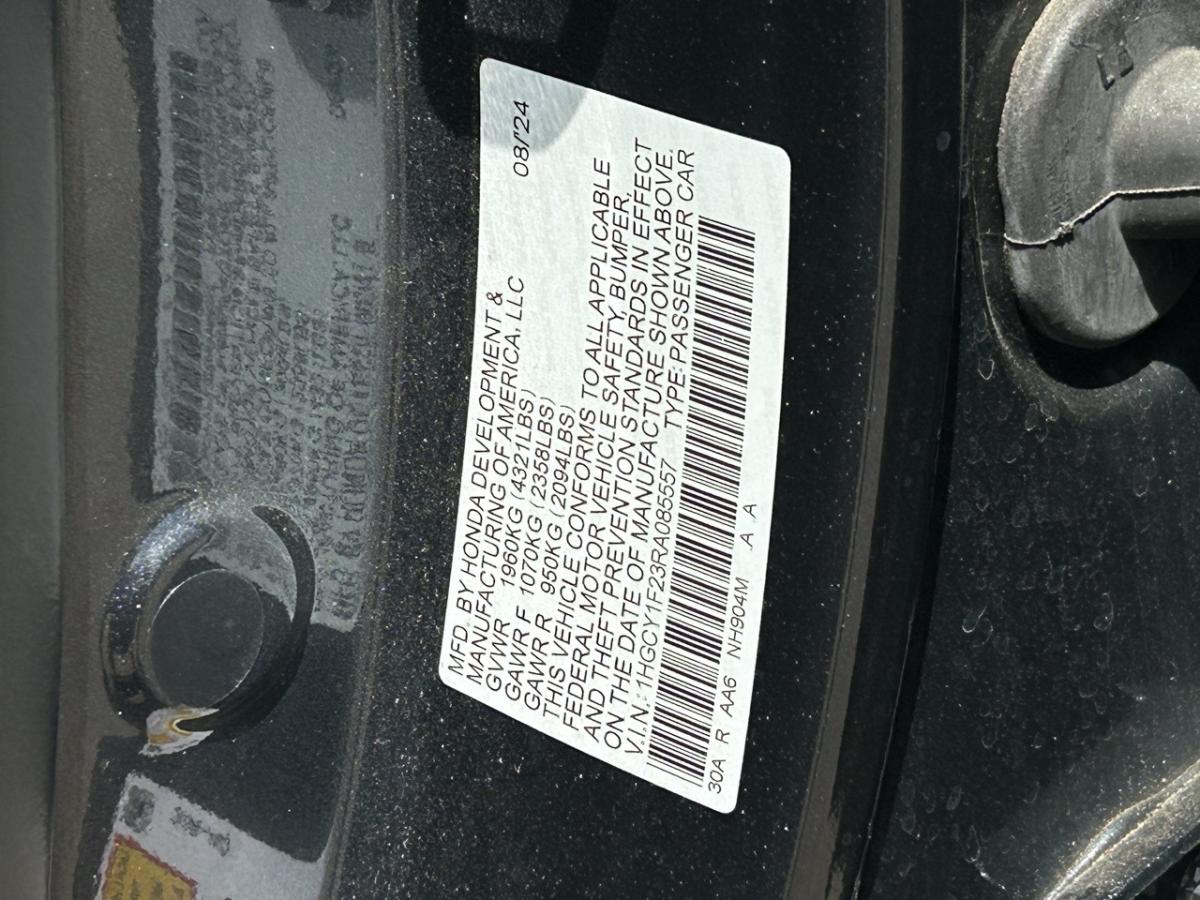 MFD. BY HONDA DEVELOPMENT &
MANUFACTURING OF AMERICA, LLC 08/'24
GVWR 1960KG (4321LBS)
GAWR F 1070KG (2358LBS)
GAWR R 950KG (2094LBS)
THIS VEHICLE CONFORMS TO ALL APPLICABLE
FEDERAL MOTOR VEHICLE SAFETY, BUMPER,
AND THEFT PREVENTION STANDARDS IN EFFECT
ON THE DATE OF MANUFACTURE SHOWN ABOVE.
V.I.N.: 1HGCY1F23RA085557 TYPE:PASSENGER CAR
30A R AA6 NH904M A A